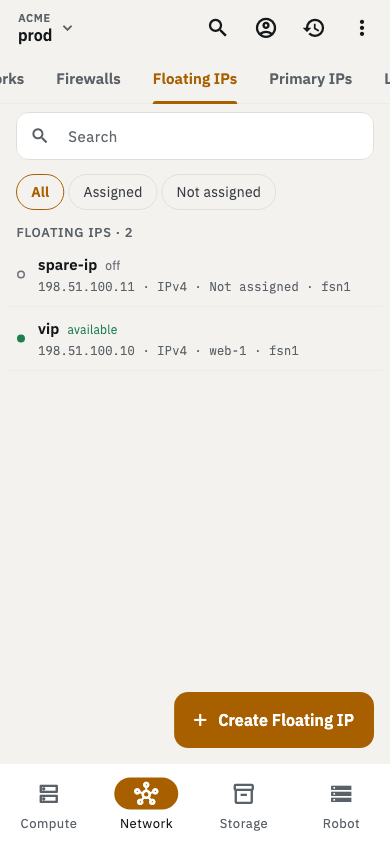 ACME
prod
rks Firewalls Floating IPs Primary IPs L
Search
All Assigned Not assigned
FLOATING IPS · 2
spare-ip off
198.51.100.11 · IPv4 · Not assigned · fsn1
vip available
198.51.100.10 · IPv4 · web-1 · fsn1
+ Create Floating IP
Compute Network Storage Robot